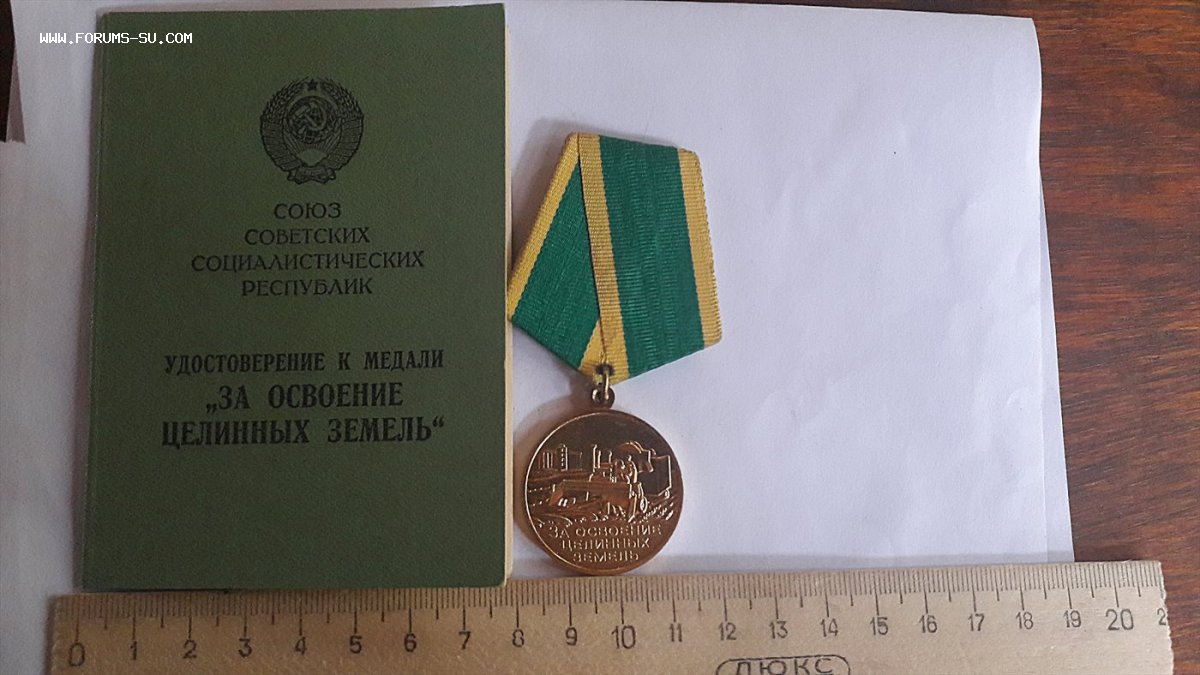 WWW.FORUMS-SU.COM
СОЮЗ
СОВЕТСКИХ
СОЦИАЛИСТИЧЕСКИХ
РЕСПУБЛИК
УДОСТОВЕРЕНИЕ К МЕДАЛИ
„ЗА ОСВОЕНИЕ
ЦЕЛИННЫХ ЗЕМЕЛЬ“
ЗА ОСВОЕНИЕ
ЦЕЛИННЫХ
ЗЕМЕЛЬ
0 1 2 3 4 5 6 7 8 9 10 11 12 13 14 15 16 17 18 19 20 2
ЛЮКС